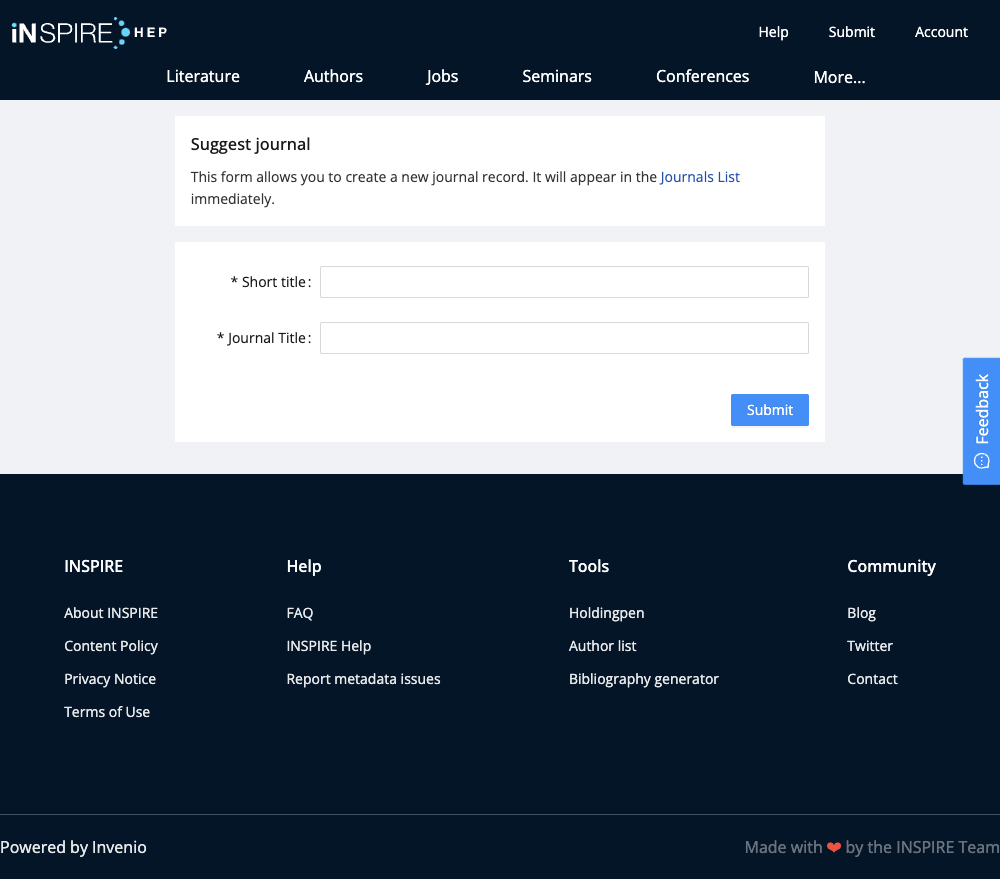 iNSPIRE HEP
Help Submit Account
Literature Authors Jobs Seminars Conferences More...
Suggest journal
This form allows you to create a new journal record. It will appear in the Journals List
immediately.
* Short title:
* Journal Title:
Submit
Feedback
INSPIRE Help Tools Community
About INSPIRE FAQ Holdingpen Blog
Content Policy INSPIRE Help Author list Twitter
Privacy Notice Report metadata issues Bibliography generator Contact
Terms of Use
Powered by Invenio Made with ❤ by the INSPIRE Team